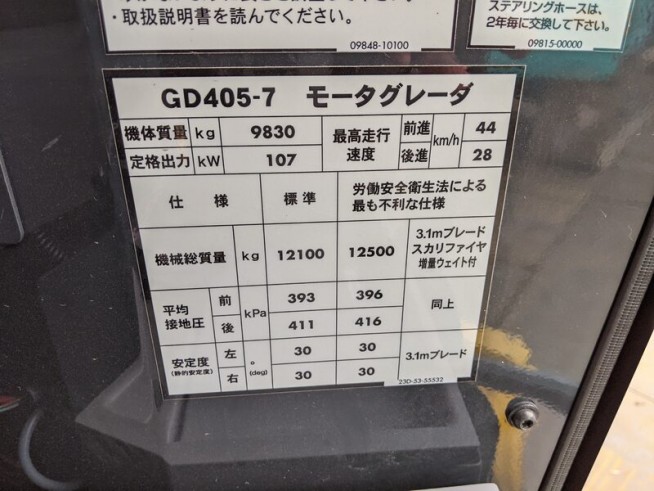 ・取扱説明書を読んでください。
09848-10100
ステアリングホースは、
2年毎に交換して下さい。
09815-00000
GD405-7 モータグレーダ
機体質量 kg 9830 最高走行速度 前進 km/h 44
定格出力 kW 107 後進 28
仕様 標準 労働安全衛生法による
最も不利な仕様
機械総質量 kg 12100 12500 3.1mブレード
スカリファイヤ
増量ウェイト付
平均接地圧 前 kPa 393 396 同上
後 411 416
安定度 (静的安定度) 左 ° (deg) 30 30 3.1mブレード
右 30 30
23D-53-55532